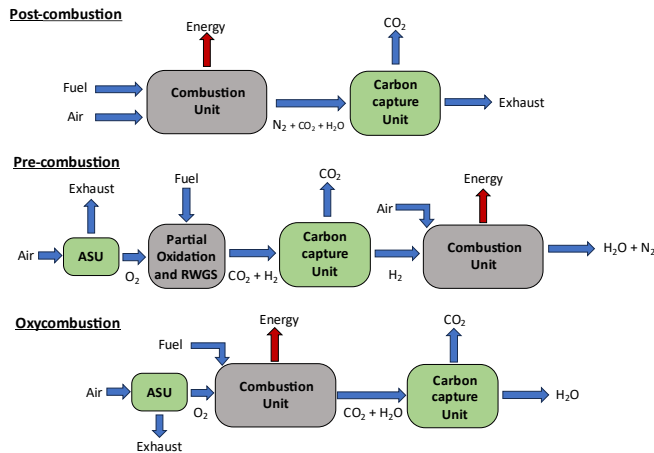 Post-combustion
Energy
CO₂
Fuel
Air
Combustion
Unit
N₂ + CO₂ + H₂O
Carbon
capture
Unit
Exhaust
Pre-combustion
Exhaust
Fuel
CO₂
Air
Energy
Air
ASU
O₂
Partial
Oxidation
and RWGS
CO₂ + H₂
Carbon
capture
Unit
H₂
Combustion
Unit
H₂O + N₂
Oxycombustion
Fuel
Energy
CO₂
Air
ASU
O₂
Exhaust
Combustion
Unit
CO₂ + H₂O
Carbon
capture
Unit
H₂O